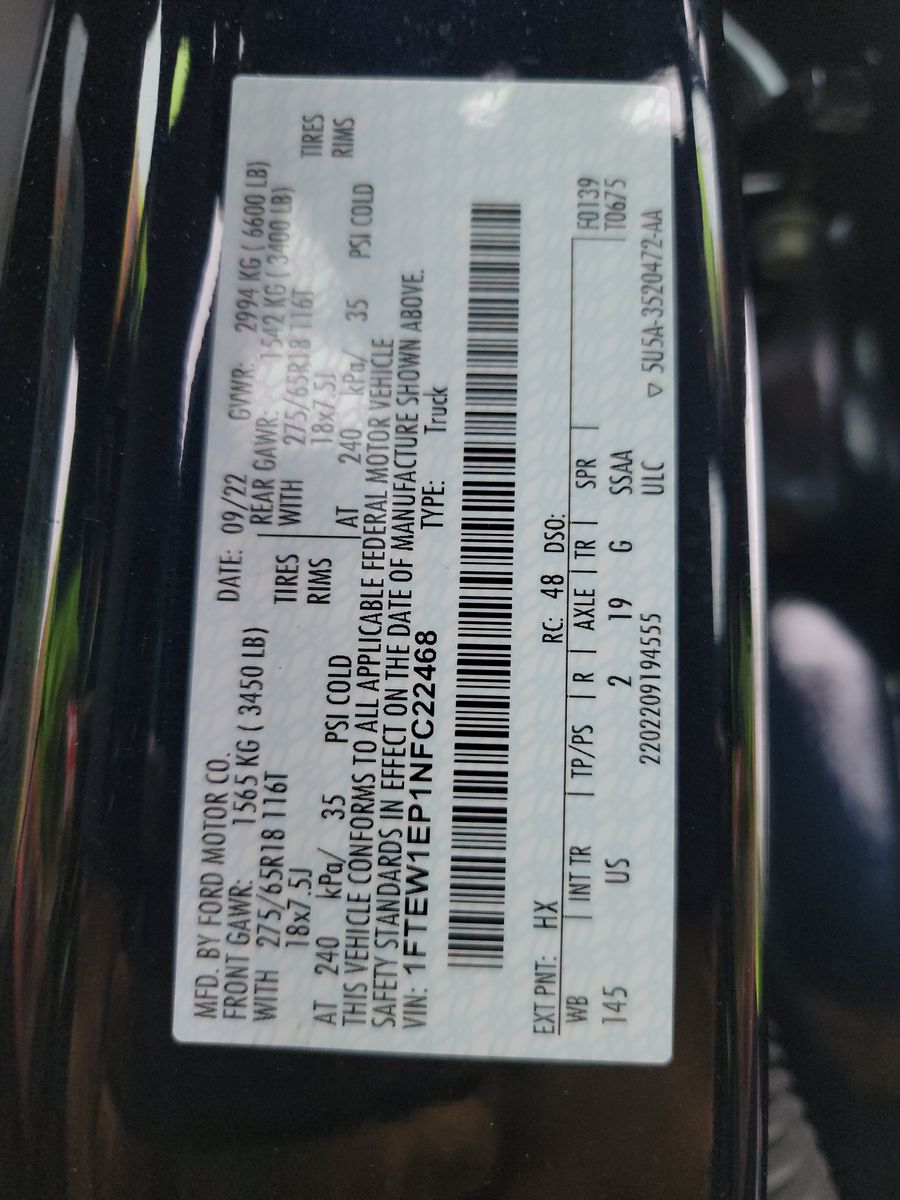 MFD. BY FORD MOTOR CO. DATE: 09/22 GVWR: 2994 KG ( 6600 LB)
FRONT GAWR: 1565 KG ( 3450 LB) REAR GAWR: 1542 KG ( 3400 LB)
WITH 275/65R18 116T TIRES WITH 275/65R18 116T TIRES
18x7.5J RIMS 18x7.5J RIMS
AT 240 kPa/ 35 PSI COLD AT 240 kPa/ 35 PSI COLD
THIS VEHICLE CONFORMS TO ALL APPLICABLE FEDERAL MOTOR VEHICLE
SAFETY STANDARDS IN EFFECT ON THE DATE OF MANUFACTURE SHOWN ABOVE.
VIN: 1FTEW1EP1NFC22468 TYPE: Truck
EXT PNT: HX RC: 48 DSO:
WB INT TR TP/PS R AXLE TR SPR F0139
T0675
145 US 2 19 G SSAA
2202209194555 ULC ▽ 5U5A-3520472-AA